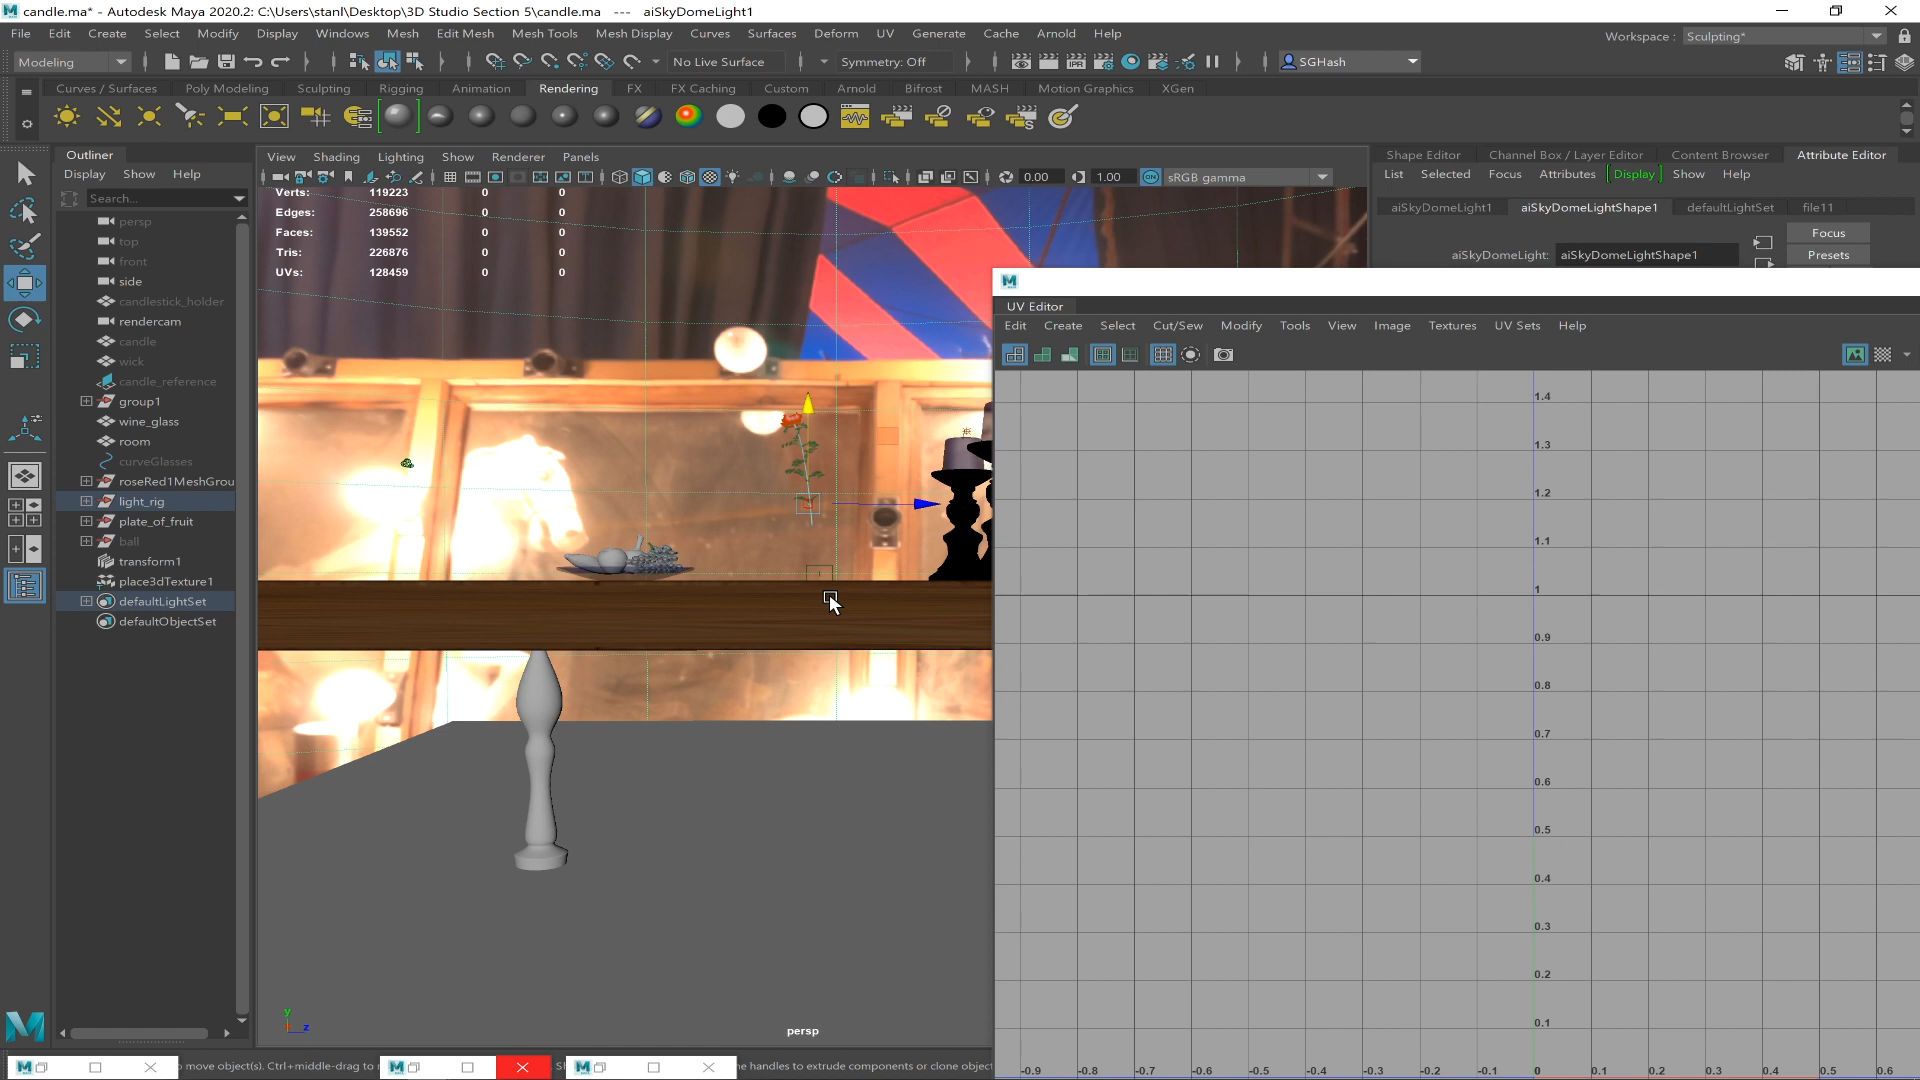 candle.ma* - Autodesk Maya 2020.2: C:\Users\stanl\Desktop\3D Studio Section 5\candle.ma   ---   aiSkyDomeLight1
File Edit Create Select Modify Display Windows Mesh Edit Mesh Mesh Tools Mesh Display Curves Surfaces Deform UV Generate Cache Arnold Help
Workspace : Sculpting*
Modeling No Live Surface Symmetry: Off SGHash
Curves / Surfaces Poly Modeling Sculpting Rigging Animation Rendering FX FX Caching Custom Arnold Bifrost MASH Motion Graphics XGen
IPR
Outliner
Display Show Help
Search...
persp
top
front
side
candlestick_holder
rendercam
candle
wick
candle_reference
group1
wine_glass
room
curveGlasses
roseRed1MeshGrou
light_rig
plate_of_fruit
ball
transform1
place3dTexture1
defaultLightSet
defaultObjectSet
View Shading Lighting Show Renderer Panels
0.00 1.00 ON sRGB gamma
Verts: 119223 0 0
Edges: 258696 0 0
Faces: 139552 0 0
Tris: 226876 0 0
UVs: 128459 0 0
y
z
persp
Shape Editor Channel Box / Layer Editor Content Browser Attribute Editor
List Selected Focus Attributes Display Show Help
aiSkyDomeLight1 aiSkyDomeLightShape1 defaultLightSet file11
Focus
aiSkyDomeLight: aiSkyDomeLightShape1 Presets
UV Editor
Edit Create Select Cut/Sew Modify Tools View Image Textures UV Sets Help
1.4
1.3
1.2
1.1
1
0.9
0.8
0.7
0.6
0.5
0.4
0.3
0.2
0.1
-0.9 -0.8 -0.7 -0.6 -0.5 -0.4 -0.3 -0.2 -0.1 0 0.1 0.2 0.3 0.4 0.5 0.6
move object(s). Ctrl+middle-drag to
he handles to extrude components or clone object